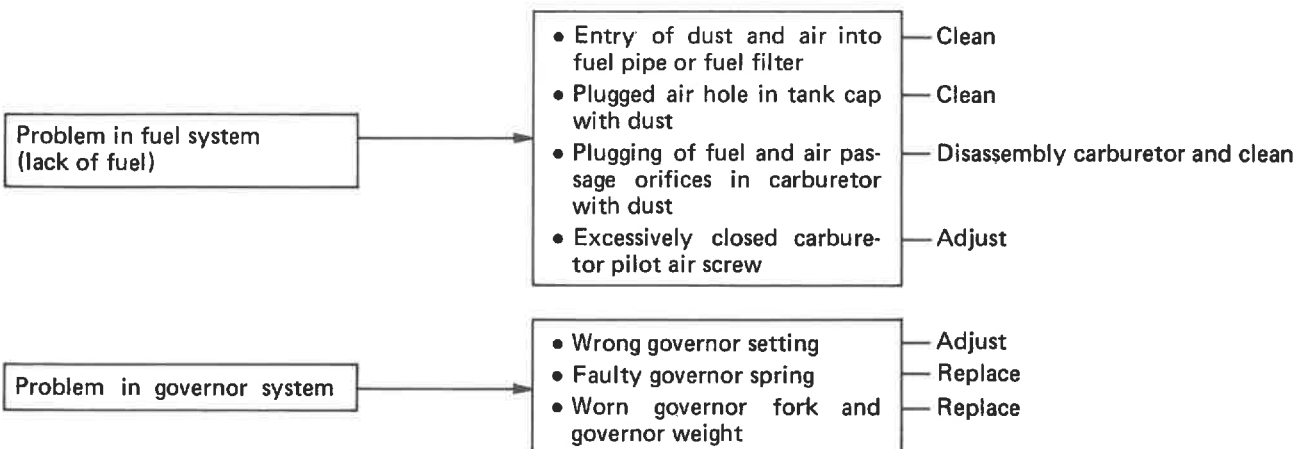 Problem in fuel system
(lack of fuel)
• Entry of dust and air into
fuel pipe or fuel filter
Clean
• Plugged air hole in tank cap
with dust
Clean
• Plugging of fuel and air pas-
sage orifices in carburetor
with dust
Disassembly carburetor and clean
• Excessively closed carbure-
tor pilot air screw
Adjust
Problem in governor system
• Wrong governor setting
Adjust
• Faulty governor spring
Replace
• Worn governor fork and
governor weight
Replace